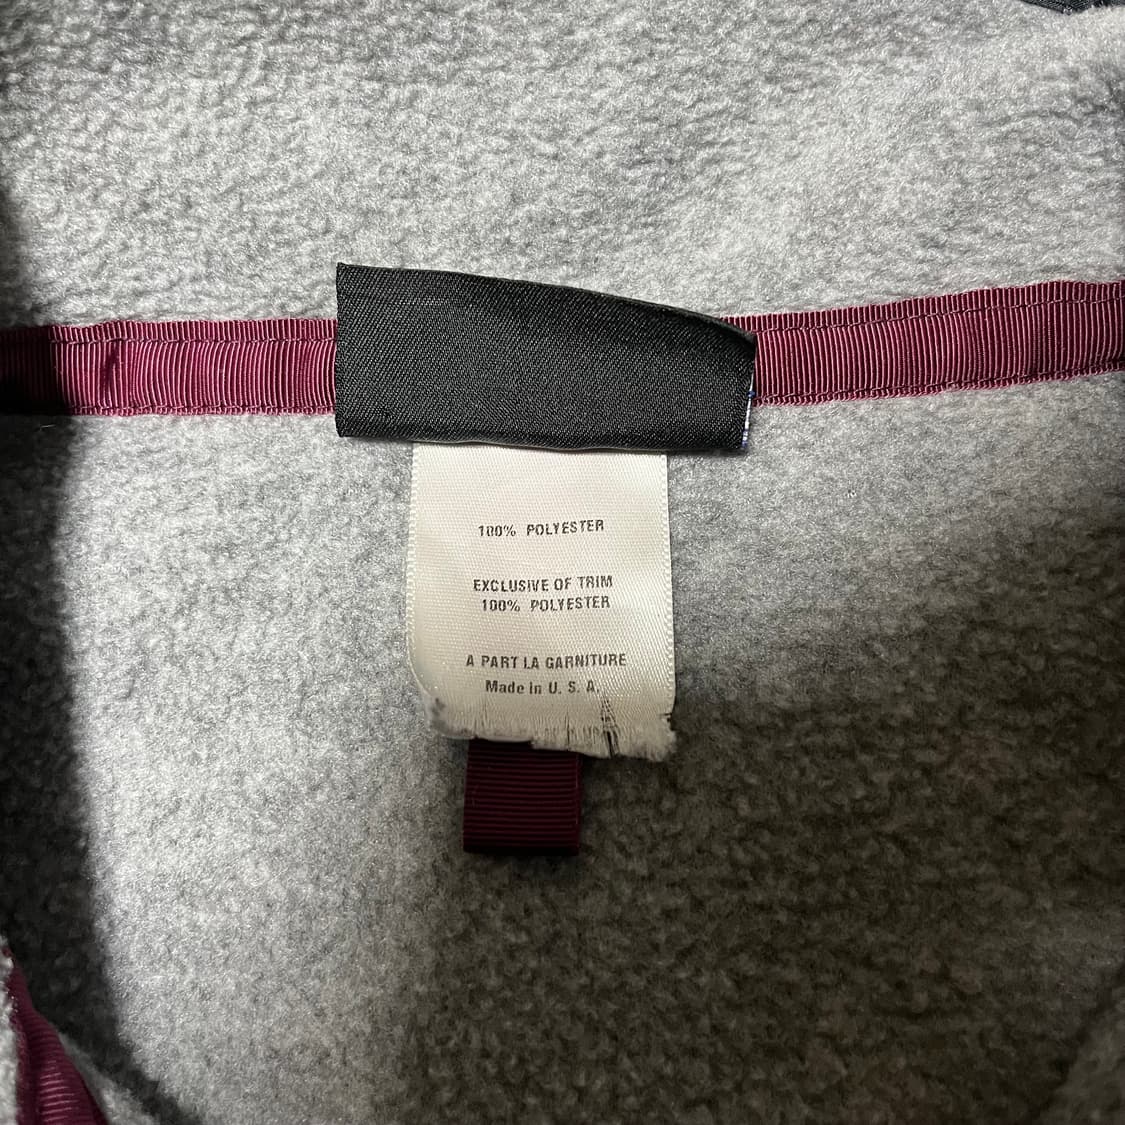 100% POLYESTER
EXCLUSIVE OF TRIM
100% POLYESTER
A PART LA GARNITURE
Made in U. S. A.